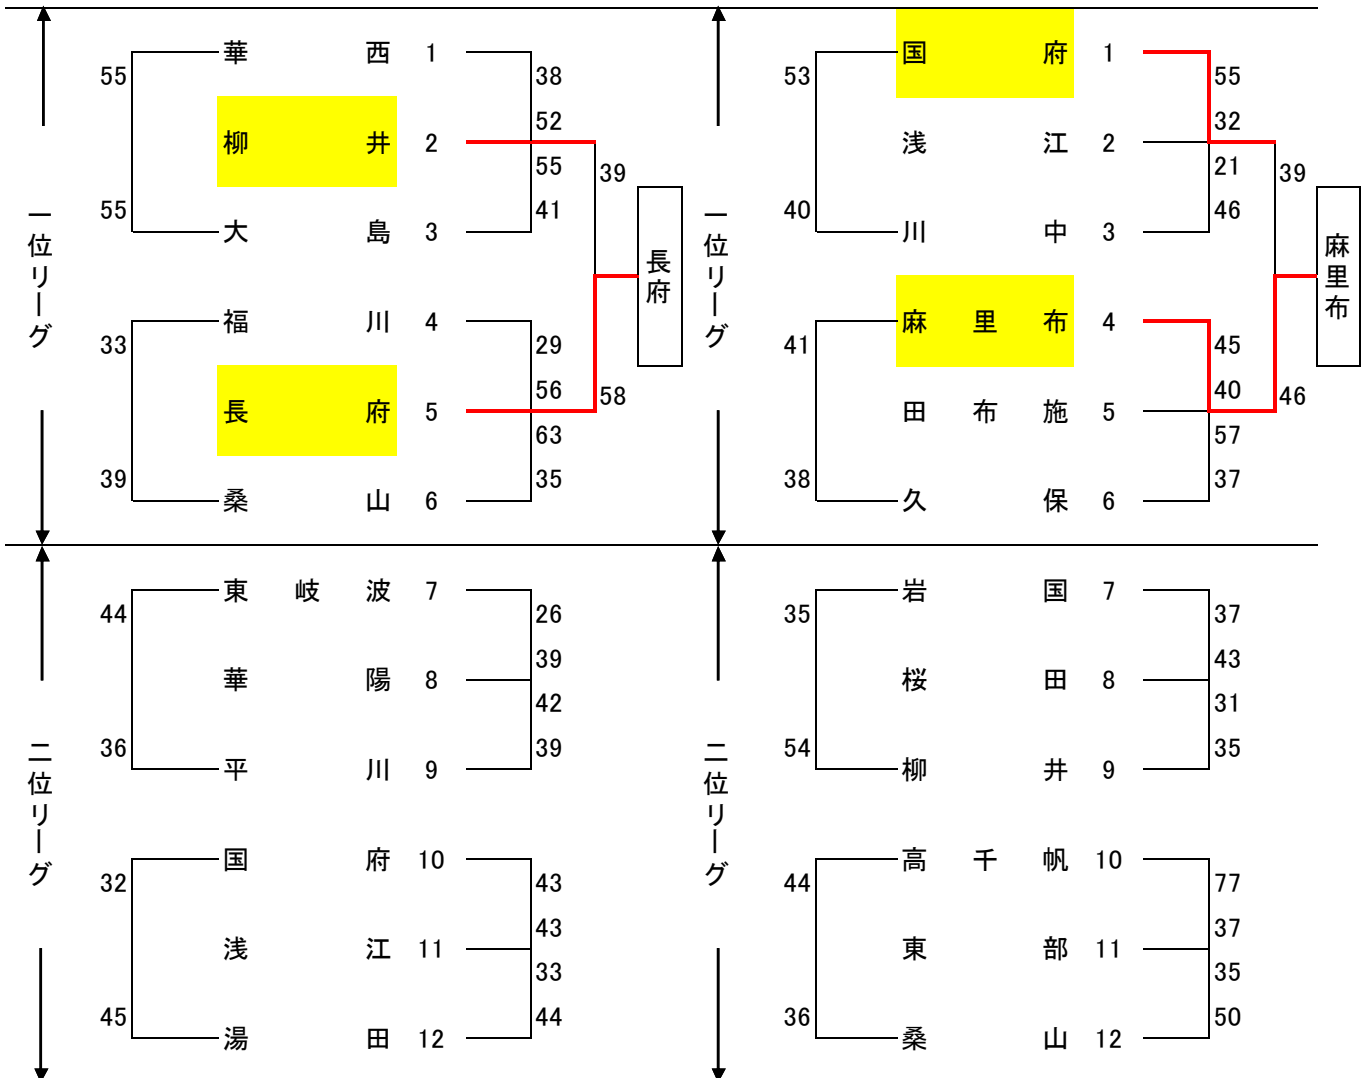 一位リーグ
華西 1
柳井 2
大島 3
55
55
38
52
55
41
39
福川 4
長府 5
桑山 6
33
39
29
56
63
35
58
長府
一位リーグ
国府 1
浅江 2
川中 3
53
40
55
32
21
46
39
麻里布 4
田布施 5
久保 6
41
38
45
40
57
37
46
麻里布
二位リーグ
東岐波 7
華陽 8
平川 9
44
36
26
39
42
39
国府 10
浅江 11
湯田 12
32
45
43
43
33
44
二位リーグ
岩国 7
桜田 8
柳井 9
35
54
37
43
31
35
高千帆 10
東部 11
桑山 12
44
36
77
37
35
50